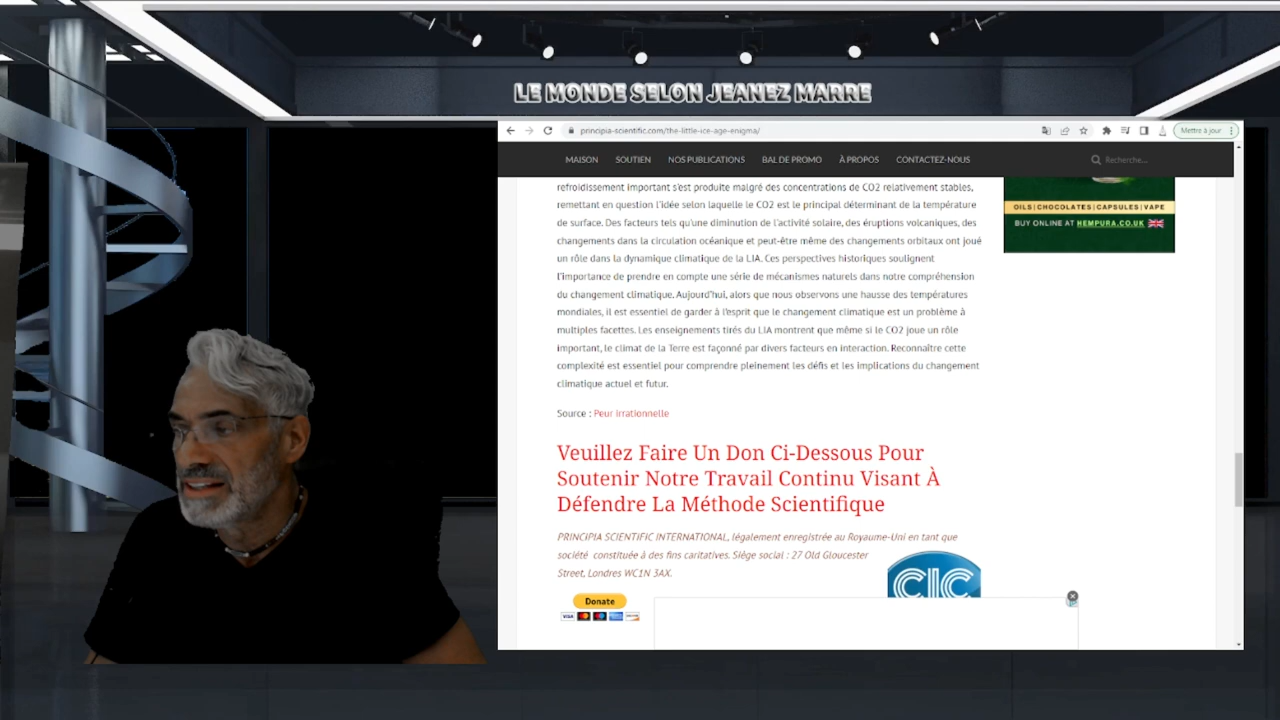 LE MONDE SELON JEANEZ MARRE
principia-scientific.com/the-little-ice-age-enigma/
Mettre à jour
MAISON SOUTIEN NOS PUBLICATIONS BAL DE PROMO À PROPOS CONTACTEZ-NOUS Recherche...
refroidissement important s'est produite malgré des concentrations de CO2 relativement stables,
remettant en question l'idée selon laquelle le CO2 est le principal déterminant de la température
de surface. Des facteurs tels qu'une diminution de l'activité solaire, des éruptions volcaniques, des
changements dans la circulation océanique et peut-être même des changements orbitaux ont joué
un rôle dans la dynamique climatique de la LIA. Ces perspectives historiques soulignent
l'importance de prendre en compte une série de mécanismes naturels dans notre compréhension
du changement climatique. Aujourd'hui, alors que nous observons une hausse des températures
mondiales, il est essentiel de garder à l'esprit que le changement climatique est un problème à
multiples facettes. Les enseignements tirés du LIA montrent que même si le CO2 joue un rôle
important, le climat de la Terre est façonné par divers facteurs en interaction. Reconnaître cette
complexité est essentiel pour comprendre pleinement les défis et les implications du changement
climatique actuel et futur.
OILS|CHOCOLATES|CAPSULES|VAPE
BUY ONLINE AT HEMPURA.CO.UK
Source : Peur irrationnelle
Veuillez Faire Un Don Ci-Dessous Pour
Soutenir Notre Travail Continu Visant À
Défendre La Méthode Scientifique
PRINCIPIA SCIENTIFIC INTERNATIONAL, légalement enregistrée au Royaume-Uni en tant que
société constituée à des fins caritatives. Siège social : 27 Old Gloucester
Street, Londres WC1N 3AX.
CIC
Donate
VISA